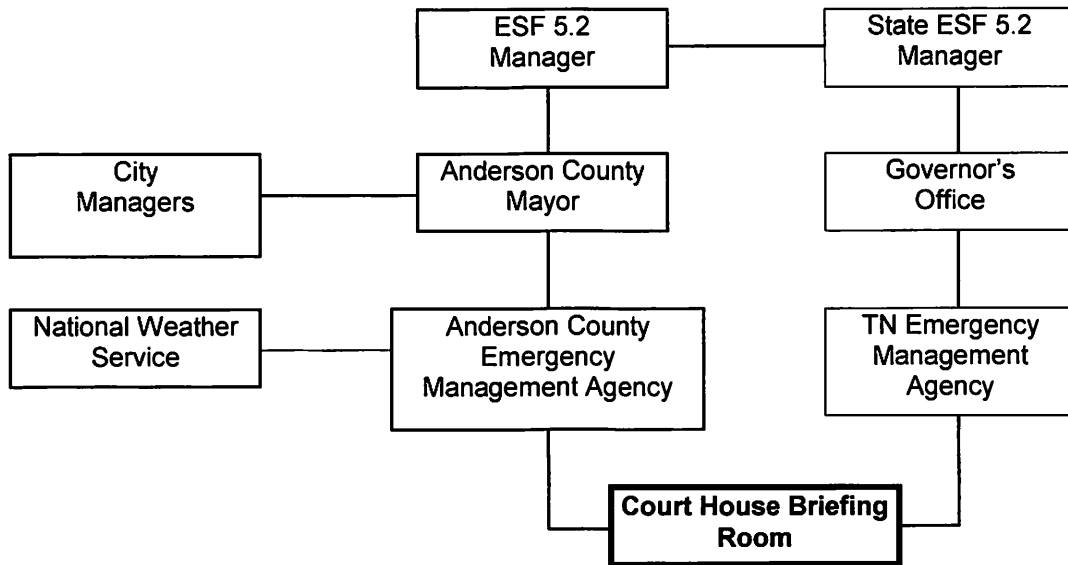 ESF 5.2
Manager
State ESF 5.2
Manager
City
Managers
Anderson County
Mayor
Governor's
Office
National Weather
Service
Anderson County
Emergency
Management Agency
TN Emergency
Management
Agency
Court House Briefing
Room